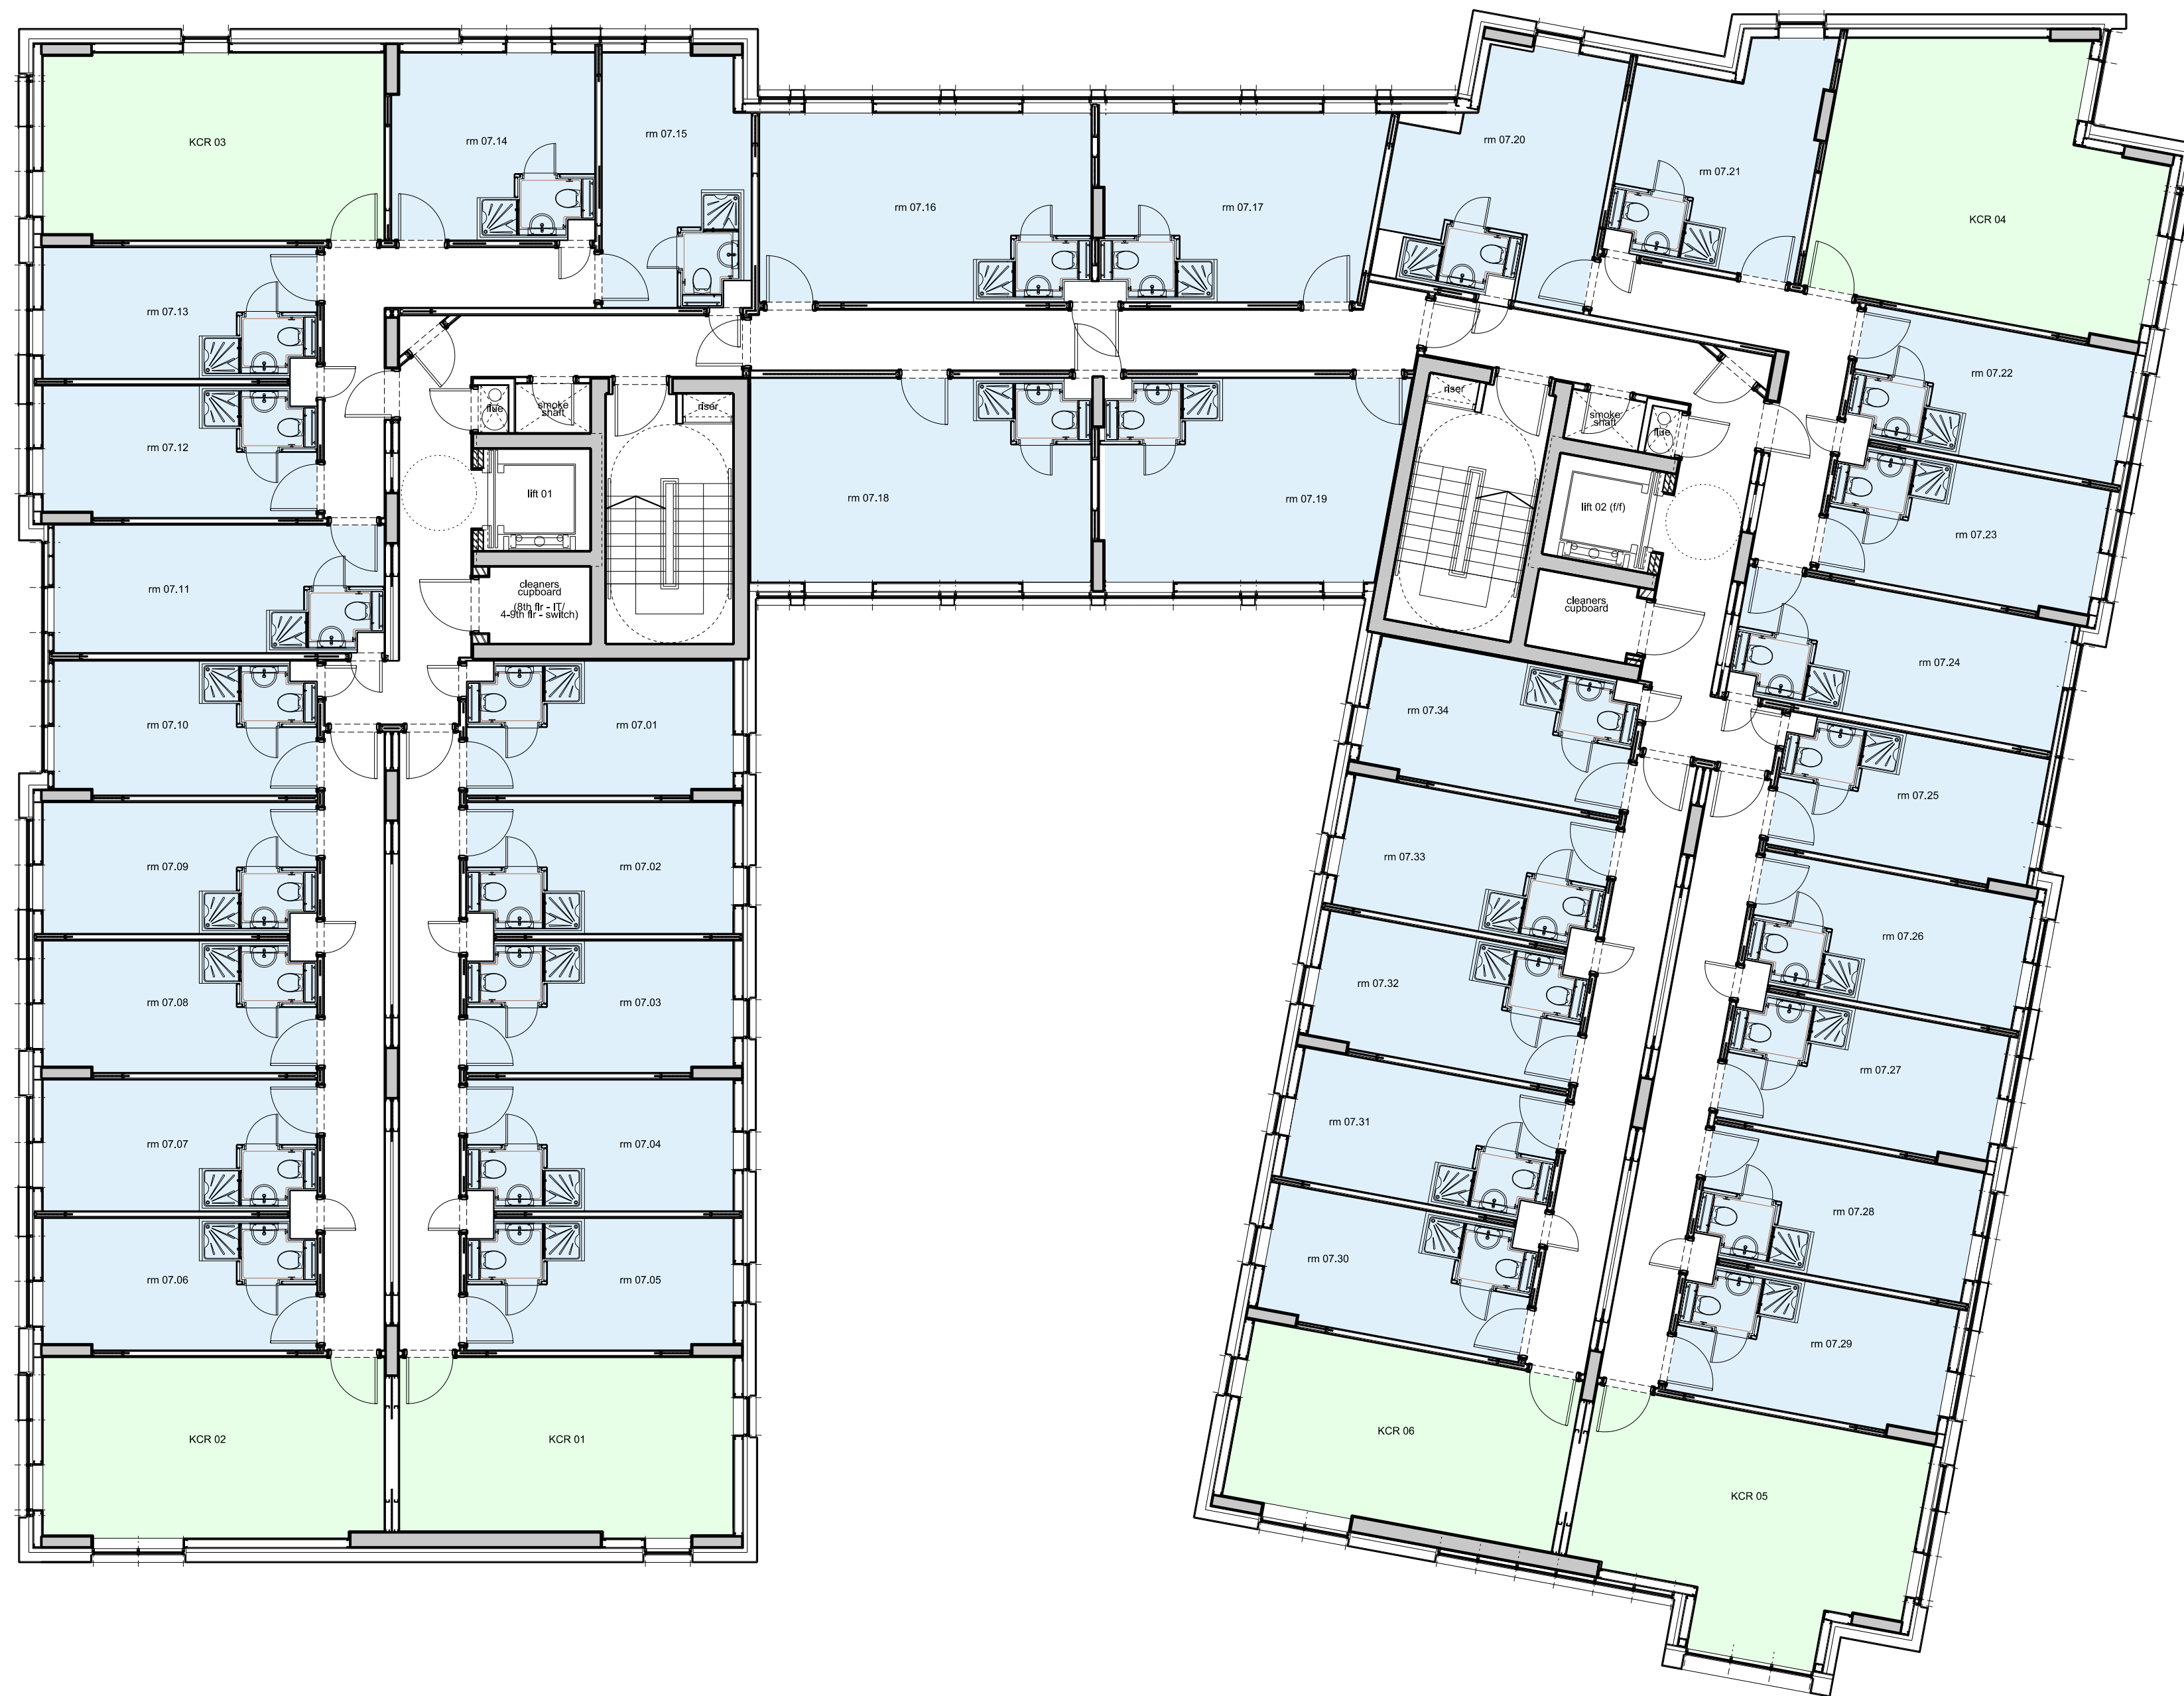 KCR 03
rm 07.14
rm 07.15
rm 07.16
rm 07.17
rm 07.20
rm 07.21
KCR 04
rm 07.13
rm 07.12
rm 07.11
flue
smoke
shaft
riser
lift 01
cleaners
cupboard
(8th flr - IT/
4-9th flr - switch)
rm 07.18
rm 07.19
riser
smoke
shaft
flue
lift 02 (f/f)
cleaners
cupboard
rm 07.22
rm 07.23
rm 07.24
rm 07.10
rm 07.01
rm 07.34
rm 07.25
rm 07.09
rm 07.02
rm 07.33
rm 07.26
rm 07.08
rm 07.03
rm 07.32
rm 07.27
rm 07.07
rm 07.04
rm 07.31
rm 07.28
rm 07.06
rm 07.05
rm 07.30
rm 07.29
KCR 02
KCR 01
KCR 06
KCR 05